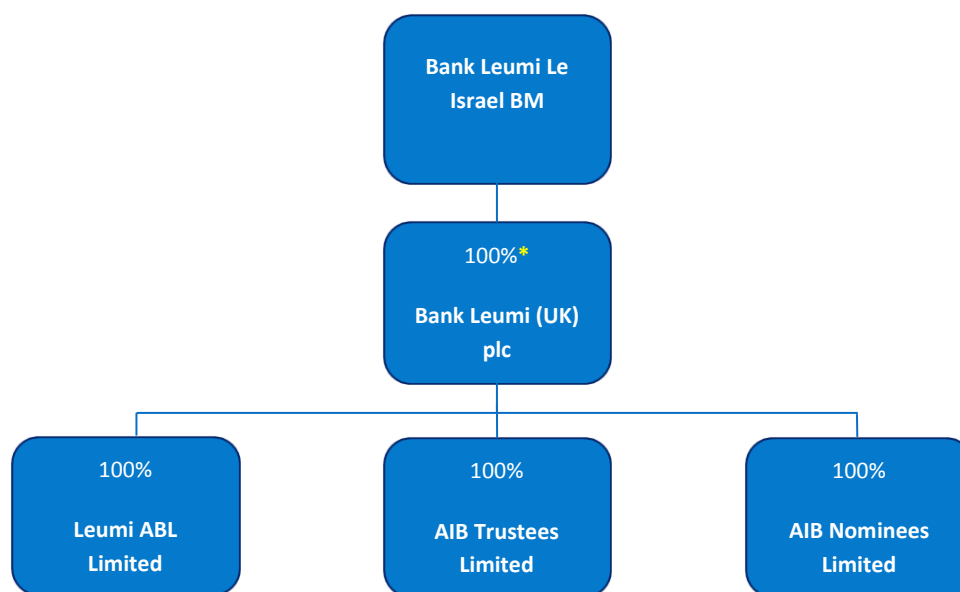 Bank Leumi Le
Israel BM
100%*
Bank Leumi (UK)
plc
100%
Leumi ABL
Limited
100%
AIB Trustees
Limited
100%
AIB Nominees
Limited